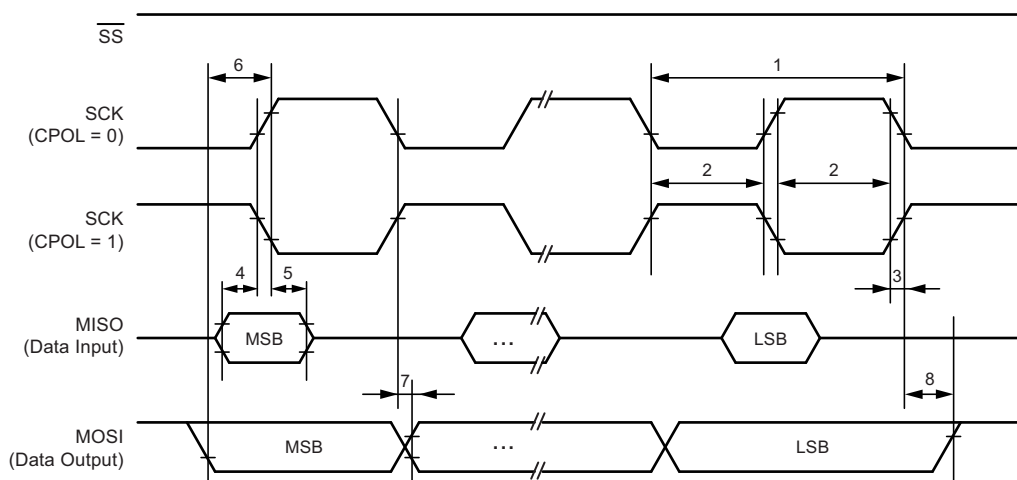 SS
6
1
SCK
(CPOL = 0)
2
2
SCK
(CPOL = 1)
4
5
3
MISO
(Data Input)
MSB
...
LSB
7
8
MOSI
(Data Output)
MSB
...
LSB